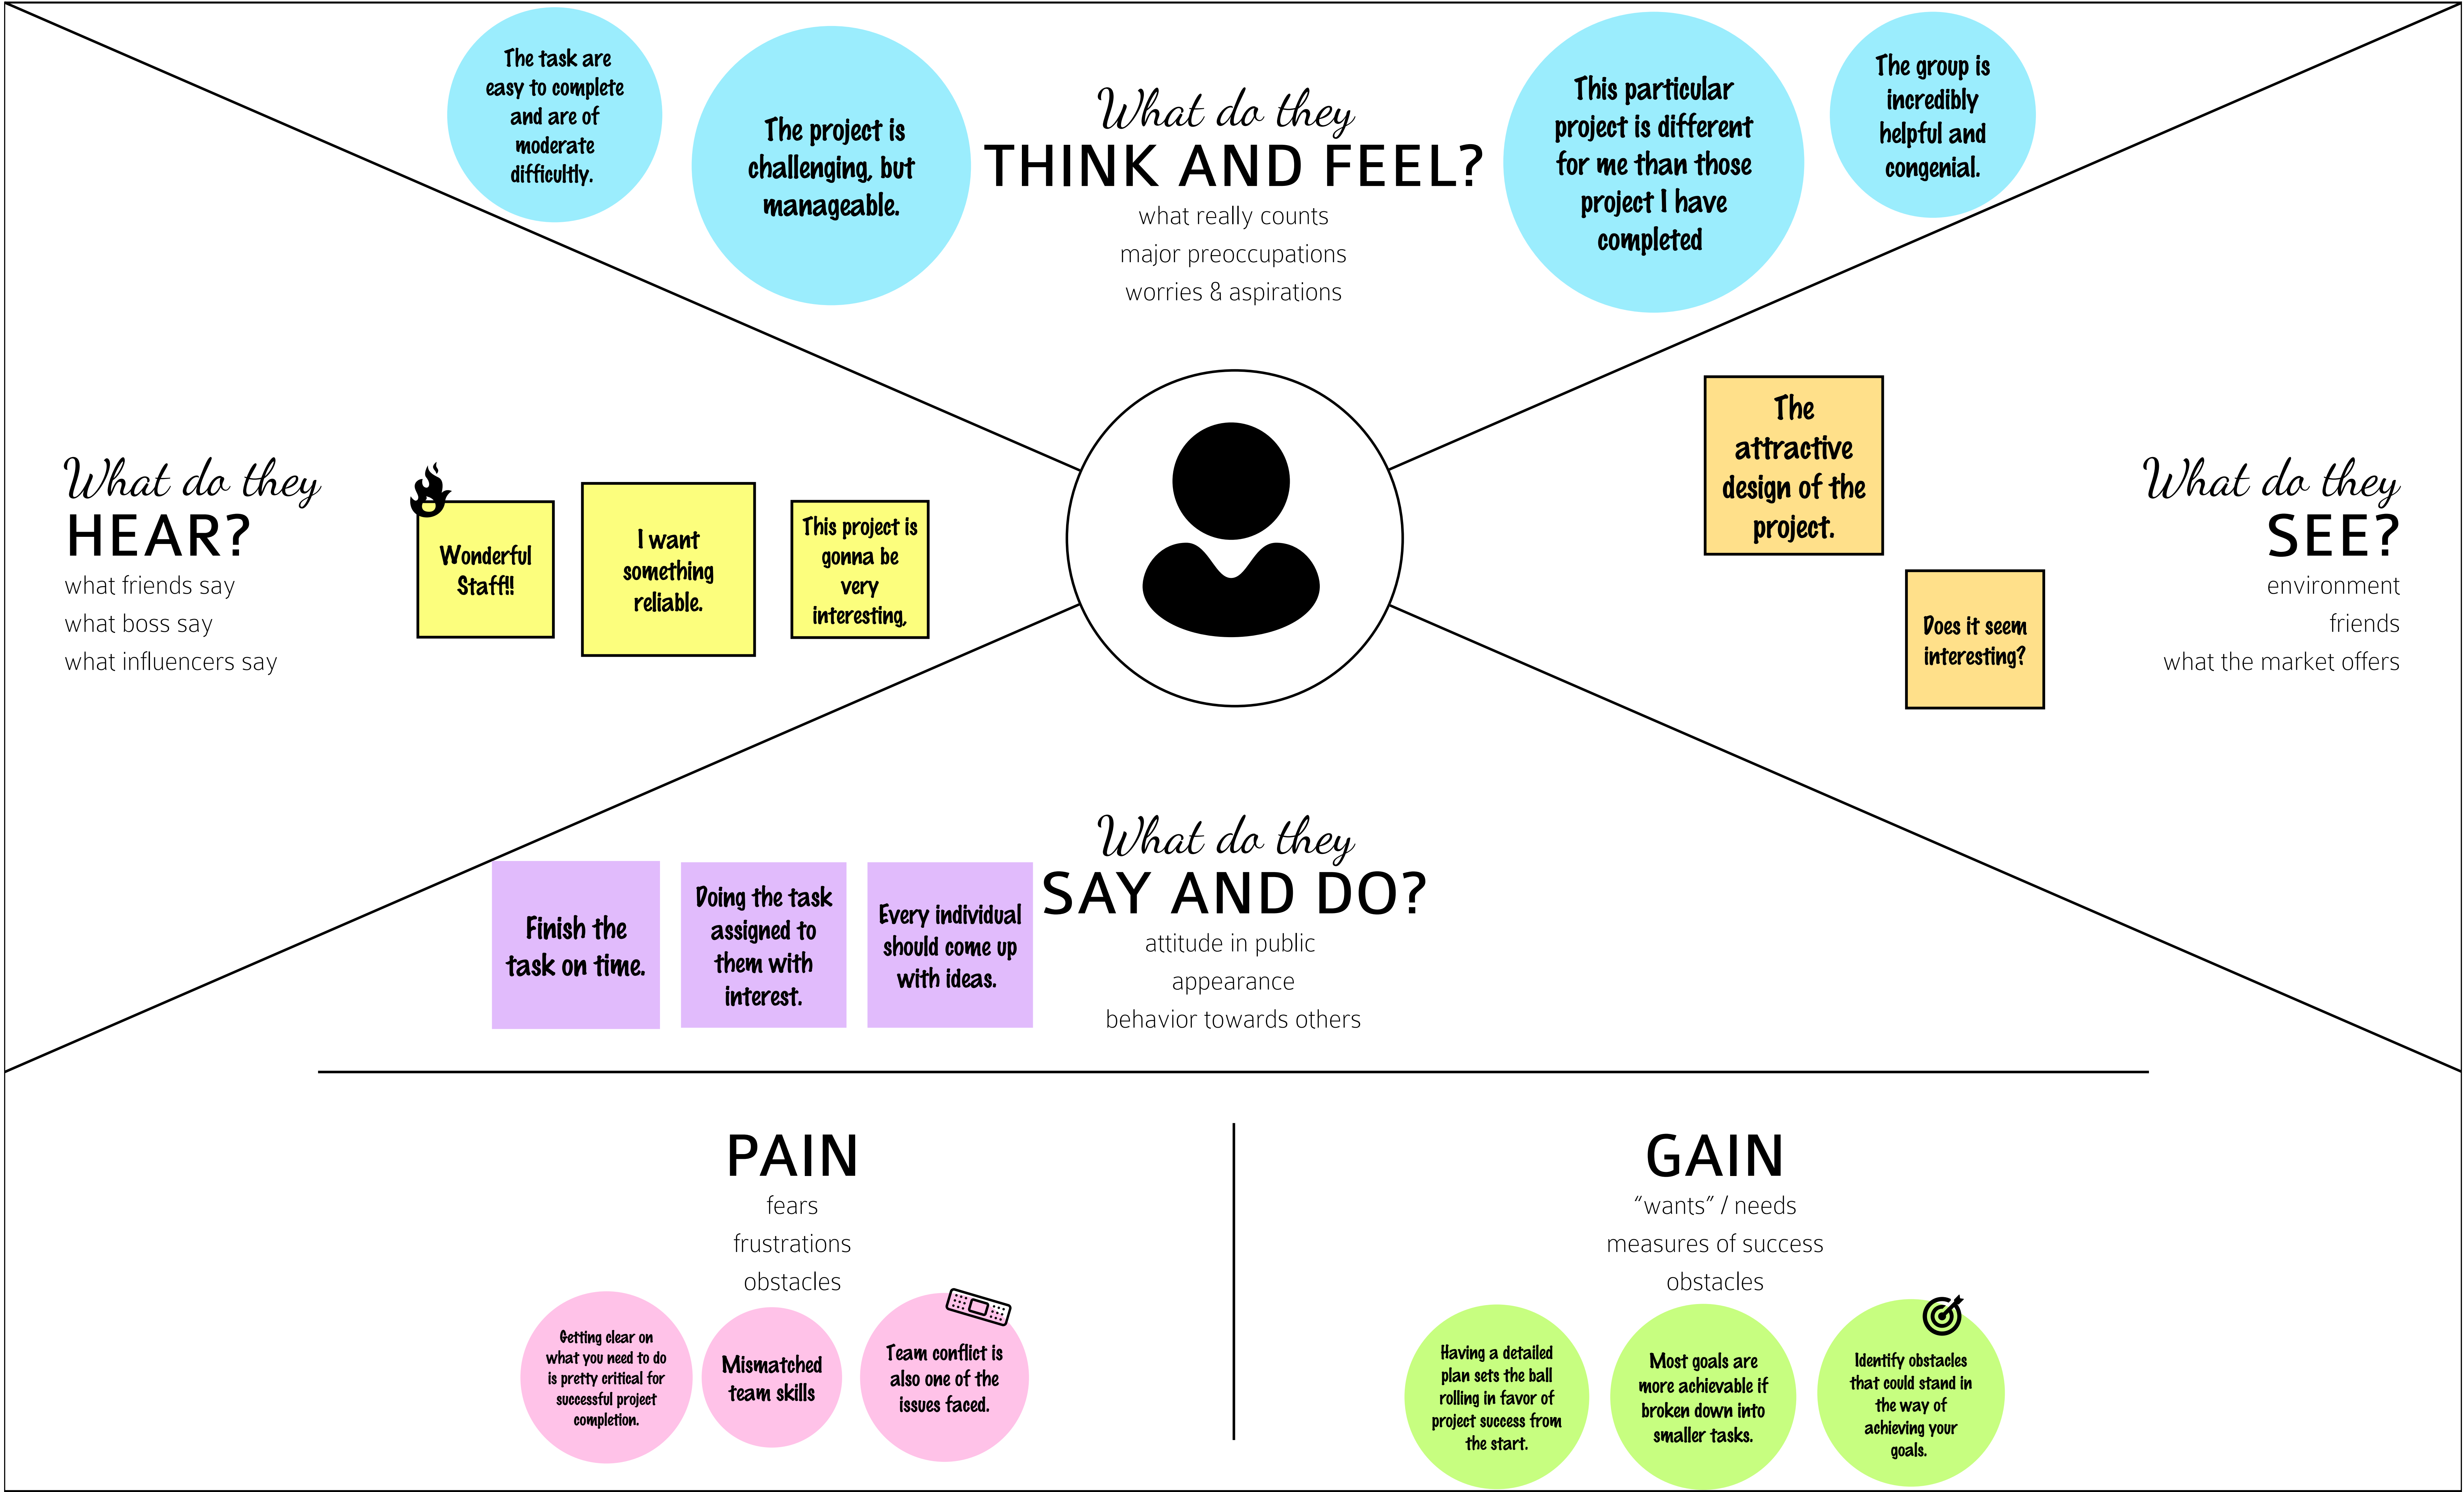 The task are
easy to complete
and are of
moderate
difficultly.
The project is
challenging, but
manageable.
What do they
THINK AND FEEL?
what really counts
major preoccupations
worries & aspirations
This particular
project is different
for me than those
project I have
completed
The group is
incredibly
helpful and
congenial.
What do they
HEAR?
what friends say
what boss say
what influencers say
Wonderful
Staff!!
I want
something
reliable.
This project is
gonna be
very
interesting,
The
attractive
design of the
project.
Does it seem
interesting?
What do they
SEE?
environment
friends
what the market offers
Finish the
task on time.
Doing the task
assigned to
them with
interest.
Every individual
should come up
with ideas.
What do they
SAY AND DO?
attitude in public
appearance
behavior towards others
PAIN
fears
frustrations
obstacles
Getting clear on
what you need to do
is pretty critical for
successful project
completion.
Mismatched
team skills
Team conflict is
also one of the
issues faced.
GAIN
“wants” / needs
measures of success
obstacles
Having a detailed
plan sets the ball
rolling in favor of
project success from
the start.
Most goals are
more achievable if
broken down into
smaller tasks.
Identify obstacles
that could stand in
the way of
achieving your
goals.